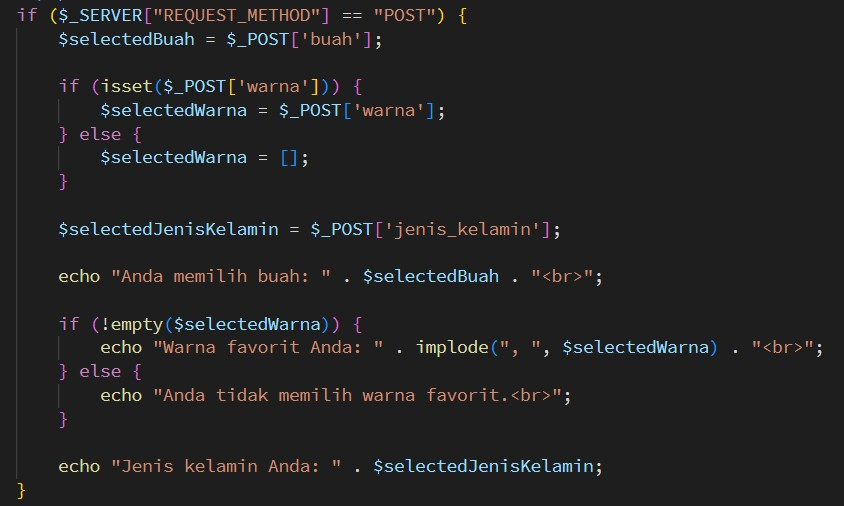 if ($_SERVER["REQUEST_METHOD"] == "POST") {
    $selectedBuah = $_POST['buah'];

    if (isset($_POST['warna'])) {
        $selectedWarna = $_POST['warna'];
    } else {
        $selectedWarna = [];
    }

    $selectedJenisKelamin = $_POST['jenis_kelamin'];

    echo "Anda memilih buah: " . $selectedBuah . "<br>";

    if (!empty($selectedWarna)) {
        echo "Warna favorit Anda: " . implode(", ", $selectedWarna) . "<br>";
    } else {
        echo "Anda tidak memilih warna favorit.<br>";
    }

    echo "Jenis kelamin Anda: " . $selectedJenisKelamin;
}